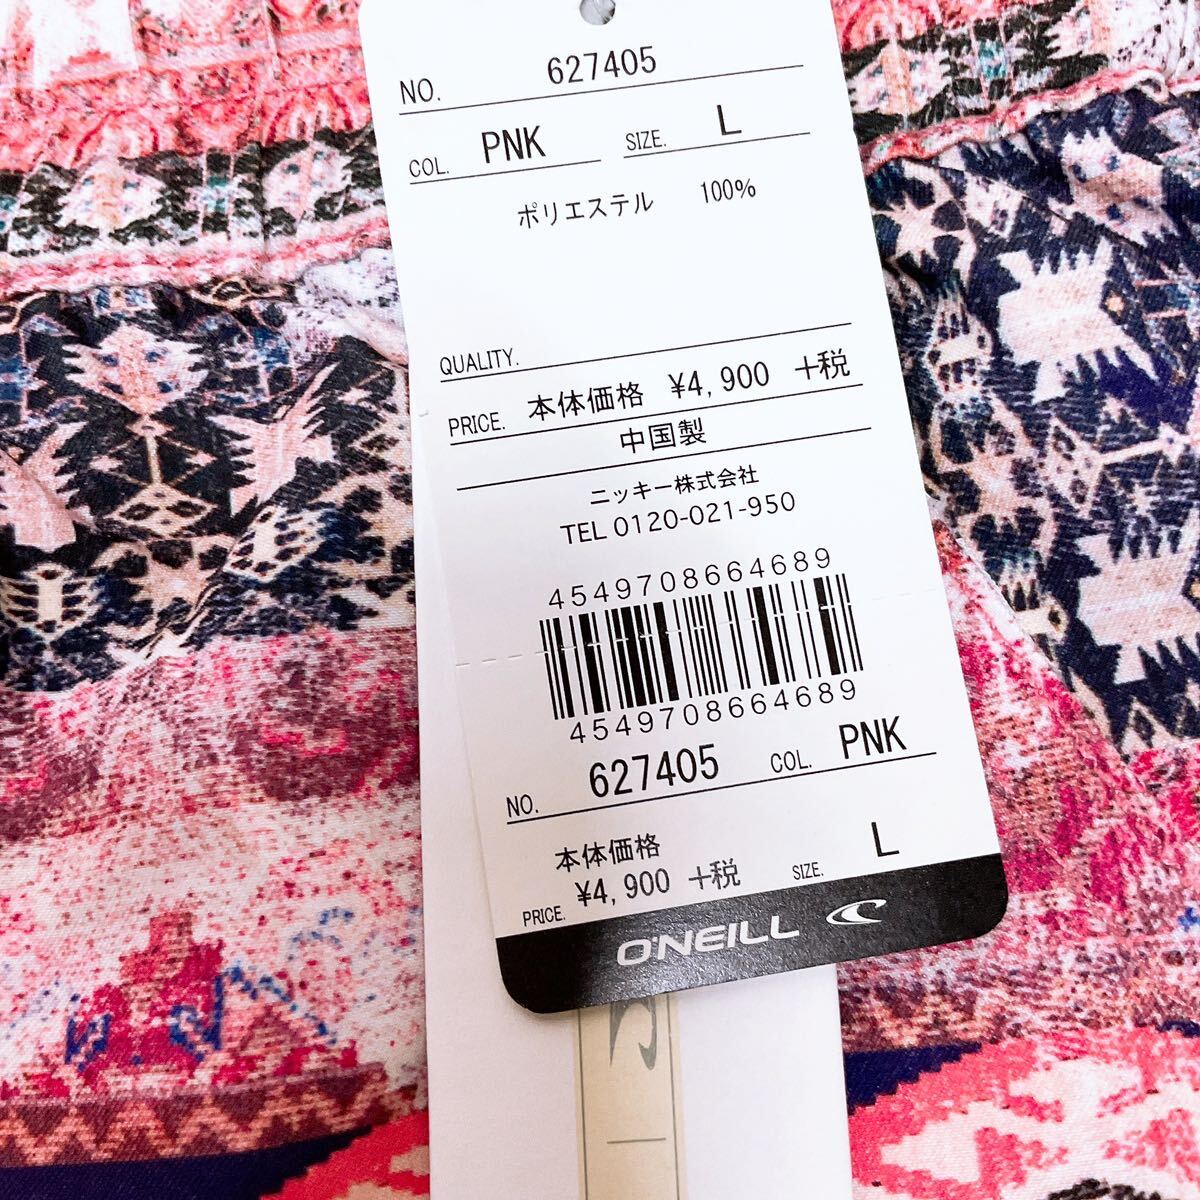 NO. 627405
COL. PNK SIZE. L
ポリエステル 100%
QUALITY.
PRICE. 本体価格 ¥4,900 +税
中国製
ニッキー株式会社
TEL 0120-021-950
4549708664689
4549708664689
NO. 627405 COL. PNK
本体価格
PRICE. ¥4,900 +税 SIZE. L
O'NEILL